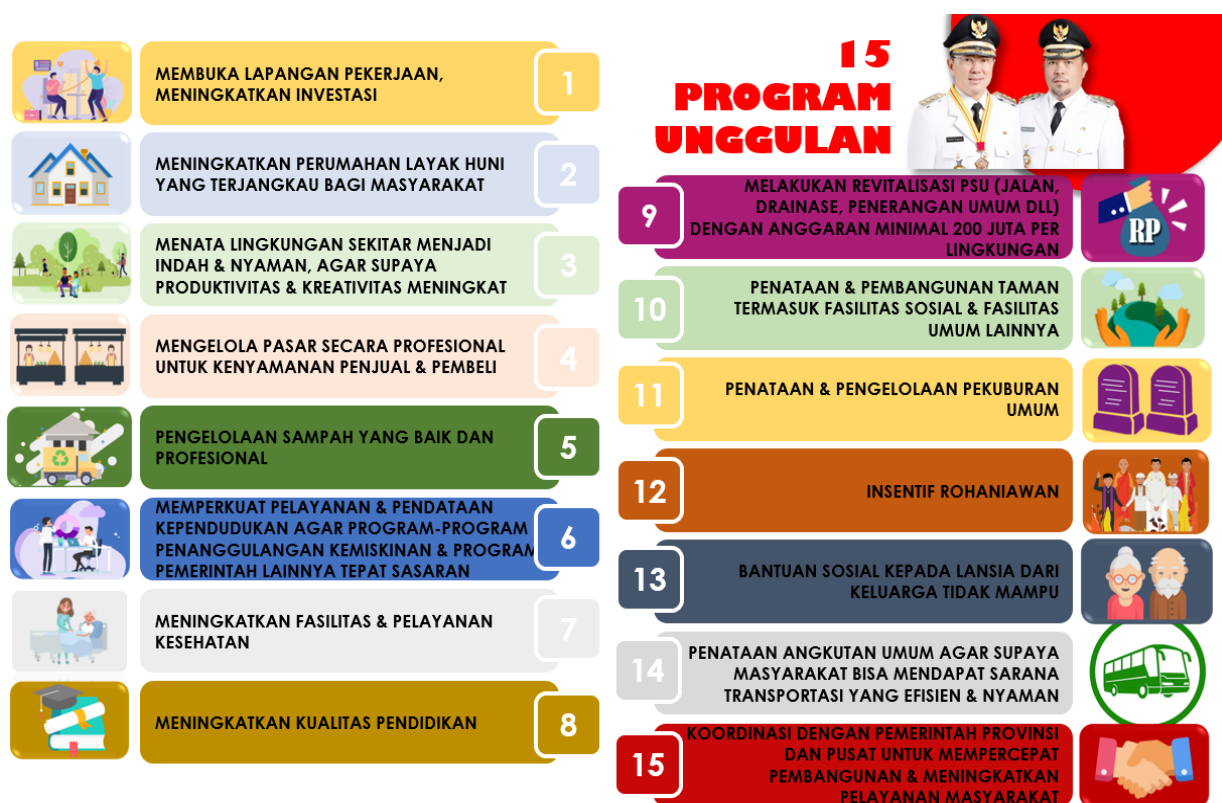 MEMBUKA LAPANGAN PEKERJAAN,
MENINGKATKAN INVESTASI
1
MENINGKATKAN PERUMAHAN LAYAK HUNI
YANG TERJANGKAU BAGI MASYARAKAT
2
MENATA LINGKUNGAN SEKITAR MENJADI
INDAH & NYAMAN, AGAR SUPAYA
PRODUKTIVITAS & KREATIVITAS MENINGKAT
3
MENGELOLA PASAR SECARA PROFESIONAL
UNTUK KENYAMANAN PENJUAL & PEMBELI
4
PENGELOLAAN SAMPAH YANG BAIK DAN
PROFESIONAL
5
MEMPERKUAT PELAYANAN & PENDATAAN
KEPENDUDUKAN AGAR PROGRAM-PROGRAM
PENANGGULANGAN KEMISKINAN & PROGRAM
PEMERINTAH LAINNYA TEPAT SASARAN
6
MENINGKATKAN FASILITAS & PELAYANAN
KESEHATAN
7
MENINGKATKAN KUALITAS PENDIDIKAN
8
15
PROGRAM
UNGGULAN
9
MELAKUKAN REVITALISASI PSU (JALAN,
DRAINASE, PENERANGAN UMUM DLL)
DENGAN ANGGARAN MINIMAL 200 JUTA PER
LINGKUNGAN
RP
10
PENATAAN & PEMBANGUNAN TAMAN
TERMASUK FASILITAS SOSIAL & FASILITAS
UMUM LAINNYA
11
PENATAAN & PENGELOLAAN PEKUBURAN
UMUM
12
INSENTIF ROHANIAWAN
13
BANTUAN SOSIAL KEPADA LANSIA DARI
KELUARGA TIDAK MAMPU
14
PENATAAN ANGKUTAN UMUM AGAR SUPAYA
MASYARAKAT BISA MENDAPAT SARANA
TRANSPORTASI YANG EFISIEN & NYAMAN
15
KOORDINASI DENGAN PEMERINTAH PROVINSI
DAN PUSAT UNTUK MEMPERCEPAT
PEMBANGUNAN & MENINGKATKAN
PELAYANAN MASYARAKAT